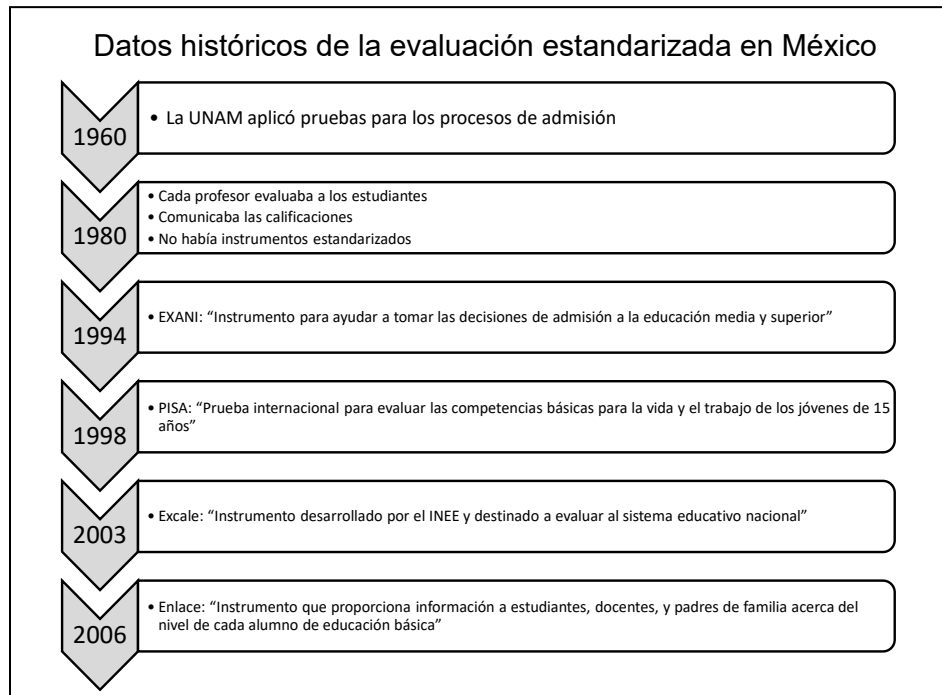 Datos históricos de la evaluación estandarizada en México
1960
• La UNAM aplicó pruebas para los procesos de admisión
1980
• Cada profesor evaluaba a los estudiantes
• Comunicaba las calificaciones
• No había instrumentos estandarizados
1994
• EXANI: “Instrumento para ayudar a tomar las decisiones de admisión a la educación media y superior”
1998
• PISA: “Prueba internacional para evaluar las competencias básicas para la vida y el trabajo de los jóvenes de 15
años”
2003
• Excale: “Instrumento desarrollado por el INEE y destinado a evaluar al sistema educativo nacional”
2006
• Enlace: “Instrumento que proporciona información a estudiantes, docentes, y padres de familia acerca del
nivel de cada alumno de educación básica”